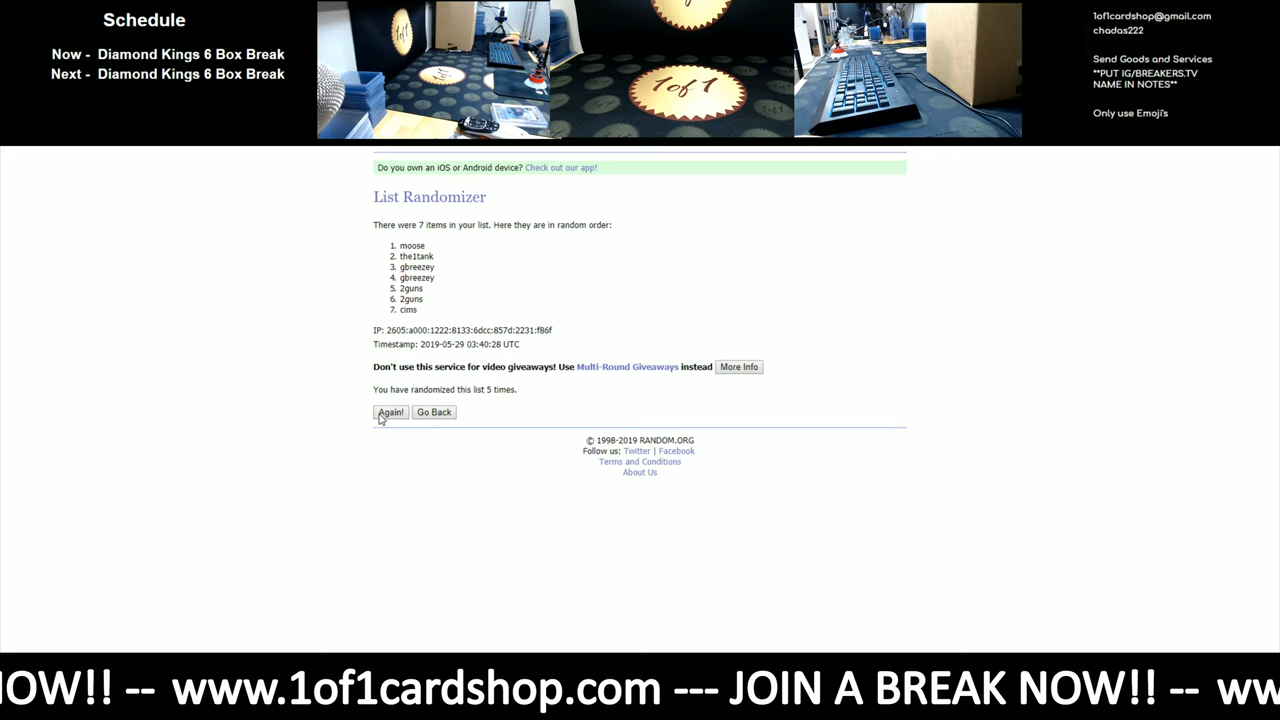 Schedule
Now - Diamond Kings 6 Box Break
Next - Diamond Kings 6 Box Break
1of1
1of1cardshop@gmail.com
chadas222
Send Goods and Services
**PUT IG/BREAKERS.TV
NAME IN NOTES**
Only use Emoji's
Do you own an iOS or Android device? Check out our app!
List Randomizer
There were 7 items in your list. Here they are in random order:
1. moose
2. the1tank
3. gbreezey
4. gbreezey
5. 2guns
6. 2guns
7. cims
IP: 2605:a000:1222:8133:6dcc:857d:2231:f86f
Timestamp: 2019-05-29 03:40:28 UTC
Don't use this service for video giveaways! Use Multi-Round Giveaways instead More Info
You have randomized this list 5 times.
Again! Go Back
© 1998-2019 RANDOM.ORG
Follow us: Twitter | Facebook
Terms and Conditions
About Us
NOW!! -- www.1of1cardshop.com --- JOIN A BREAK NOW!! -- ww